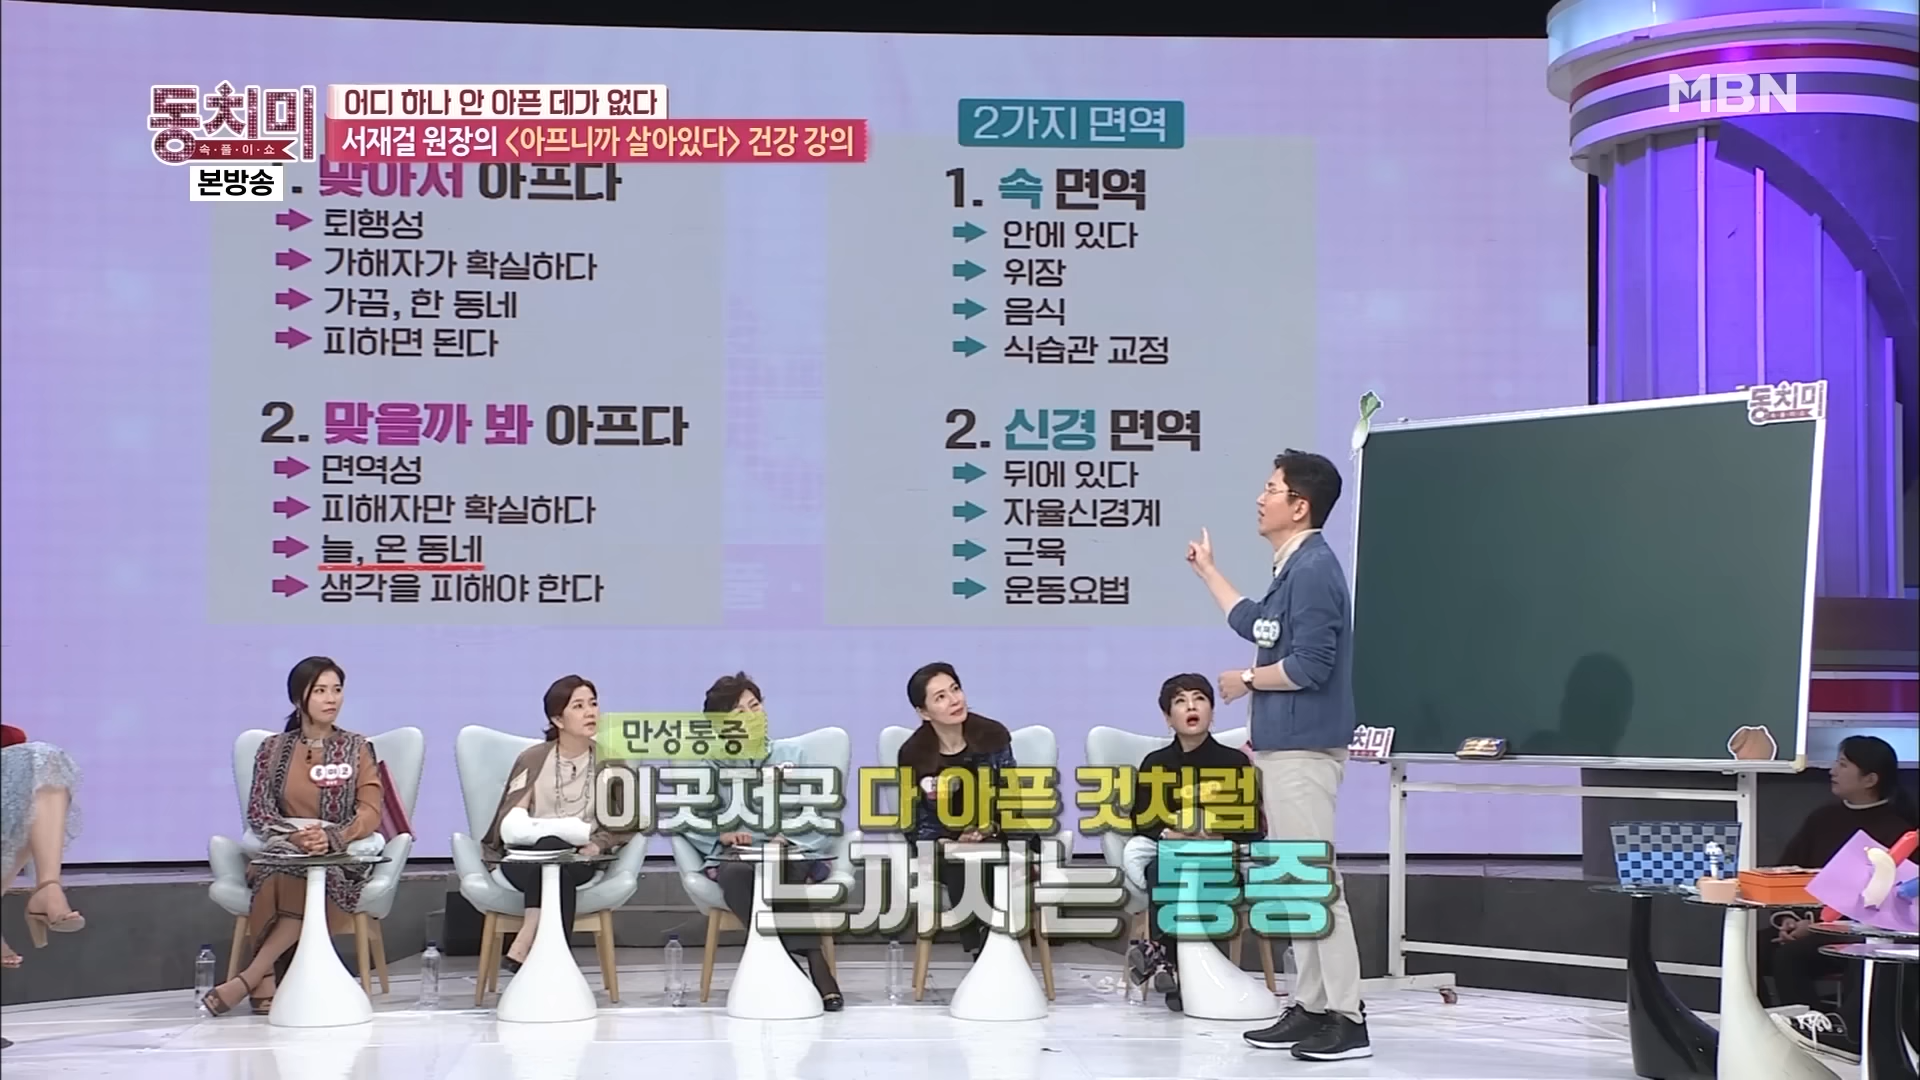 동치미
속·풀·이·쇼
본방송
어디 하나 안 아픈 데가 없다
서재걸 원장의 <아프니까 살아있다> 건강 강의
MBN
1. 맞아서 아프다
퇴행성
가해자가 확실하다
가끔, 한 동네
피하면 된다
2. 맞을까 봐 아프다
면역성
피해자만 확실하다
늘, 온 동네
생각을 피해야 한다
2가지 면역
1. 속 면역
안에 있다
위장
음식
식습관 교정
2. 신경 면역
뒤에 있다
자율신경계
근육
운동요법
동치미
치미
만성통증
이곳저곳 다 아픈 것처럼
느껴지는 통증